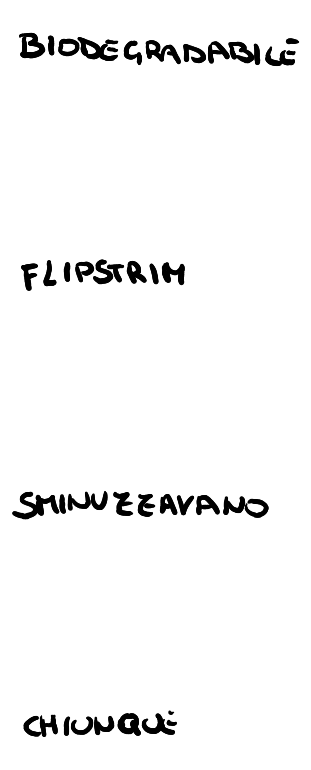 BIODEGRADABILE
FLIPSTRIM
SMINUZZAVANO
CHIUNQUE